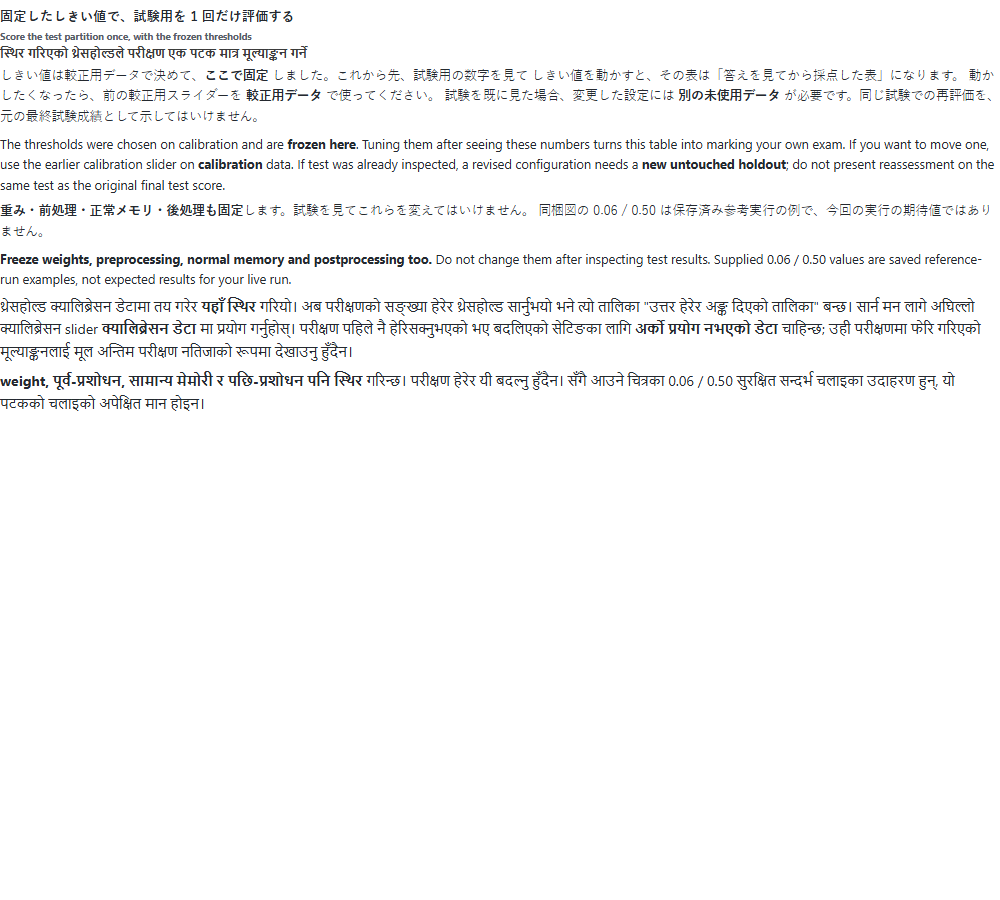 固定したしきい値で、試験用を 1 回だけ評価する
Score the test partition once, with the frozen thresholds
स्थिर गरिएको थ्रेसहोल्डले परीक्षण एक पटक मात्र मूल्याङ्कन गर्ने
しきい値は較正用データで決めて、ここで固定 しました。これから先、試験用の数字を見て しきい値を動かすと、その表は「答えを見てから採点した表」になります。 動か
したくなったら、前の較正用スライダーを 較正用データ で使ってください。 試験を既に見た場合、変更した設定には 別の未使用データ が必要です。同じ試験での再評価を、
元の最終試験成績として示してはいけません。
The thresholds were chosen on calibration and are frozen here. Tuning them after seeing these numbers turns this table into marking your own exam. If you want to move one,
use the earlier calibration slider on calibration data. If test was already inspected, a revised configuration needs a new untouched holdout; do not present reassessment on the
same test as the original final test score.
重み・前処理・正常メモリ・後処理も固定します。試験を見てこれらを変えてはいけません。 同梱図の 0.06 / 0.50 は保存済み参考実行の例で、今回の実行の期待値ではあり
ません。
Freeze weights, preprocessing, normal memory and postprocessing too. Do not change them after inspecting test results. Supplied 0.06 / 0.50 values are saved reference-
run examples, not expected results for your live run.
थ्रेसहोल्ड क्यालिब्रेसन डेटामा तय गरेर यहाँ स्थिर गरियो। अब परीक्षणको सङ्ख्या हेरेर थ्रेसहोल्ड सार्नुभयो भने त्यो तालिका "उत्तर हेरेर अङ्क दिएको तालिका" बन्छ। सार्न मन लागे अघिल्लो
क्यालिब्रेसन slider क्यालिब्रेसन डेटा मा प्रयोग गर्नुहोस्। परीक्षण पहिले नै हेरिसक्नुभएको भए बदलिएको सेटिङका लागि अर्को प्रयोग नभएको डेटा चाहिन्छ; उही परीक्षणमा फेरि गरिएको
मूल्याङ्कनलाई मूल अन्तिम परीक्षण नतिजाको रूपमा देखाउनु हुँदैन।
weight, पूर्व-प्रशोधन, सामान्य मेमोरी र पछि-प्रशोधन पनि स्थिर गरिन्छ। परीक्षण हेरेर यी बदल्नु हुँदैन। सँगै आउने चित्रका 0.06 / 0.50 सुरक्षित सन्दर्भ चलाइका उदाहरण हुन्, यो
पटकको चलाइको अपेक्षित मान होइन।